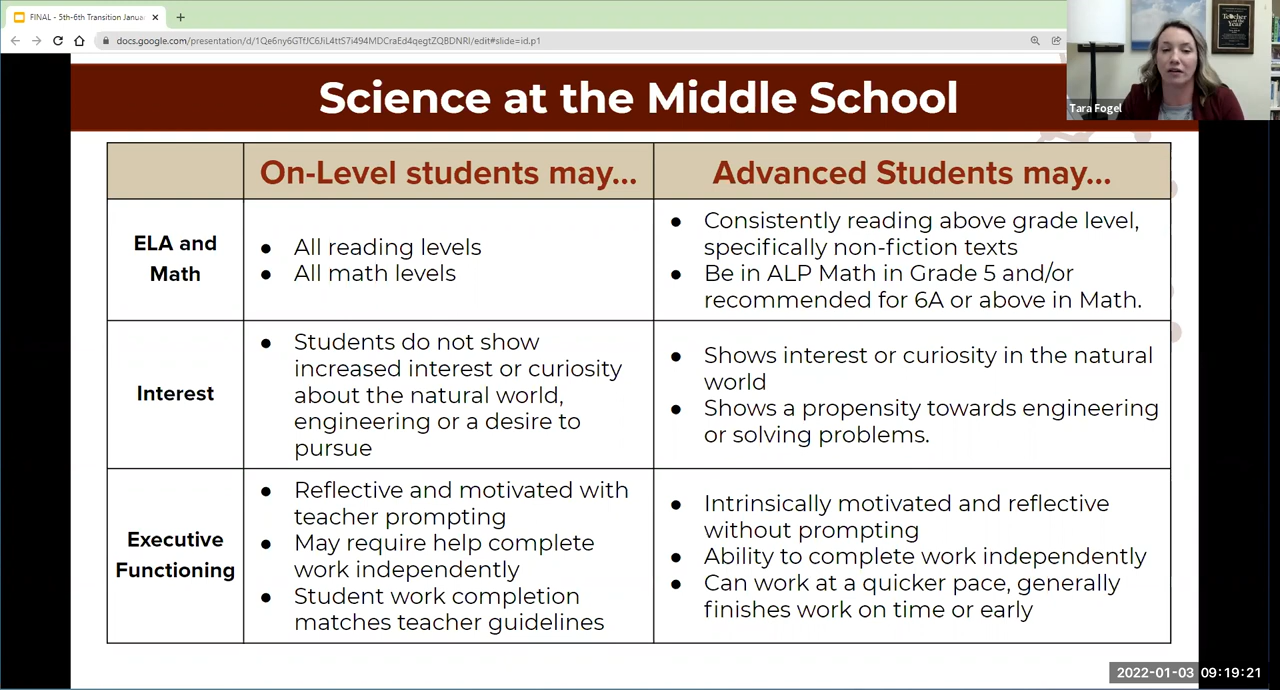 FINAL - 5th-6th Transition Janua
docs.google.com/presentation/d/1Qe6ny6GTfJC6JiL4ttS7i494MDCraEd4qegtZQBDNRI/edit#slide=id.p1
Teacher
of the
Year
Tara Fogel
Science at the Middle School
On-Level students may...
Advanced Students may...
ELA and
Math
● All reading levels
● All math levels
● Consistently reading above grade level,
specifically non-fiction texts
● Be in ALP Math in Grade 5 and/or
recommended for 6A or above in Math.
Interest
● Students do not show
increased interest or curiosity
about the natural world,
engineering or a desire to
pursue
● Shows interest or curiosity in the natural
world
● Shows a propensity towards engineering
or solving problems.
Executive
Functioning
● Reflective and motivated with
teacher prompting
● May require help complete
work independently
● Student work completion
matches teacher guidelines
● Intrinsically motivated and reflective
without prompting
● Ability to complete work independently
● Can work at a quicker pace, generally
finishes work on time or early
2022-01-03 09:19:21